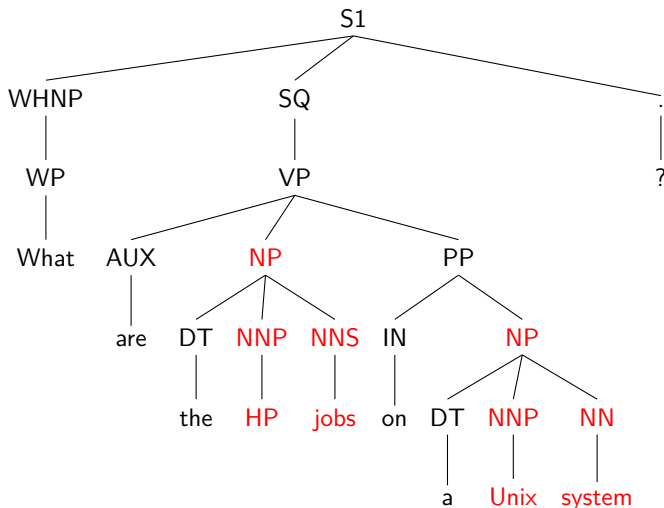 S1
WHNP SQ .
WP VP ?
What AUX NP PP
are DT NNP NNS IN NP
the HP jobs on DT NNP NN
a Unix system